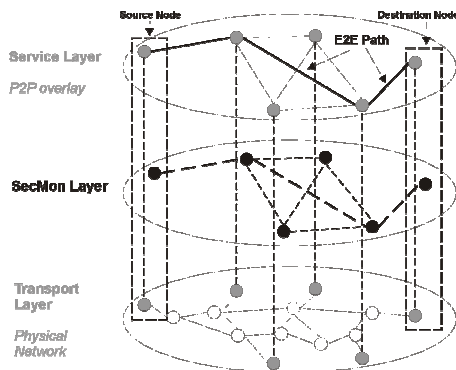 Source Node
Destination Node
E2E Path
Service Layer
P2P overlay
SecMon Layer
Transport
Layer
Physical
Network